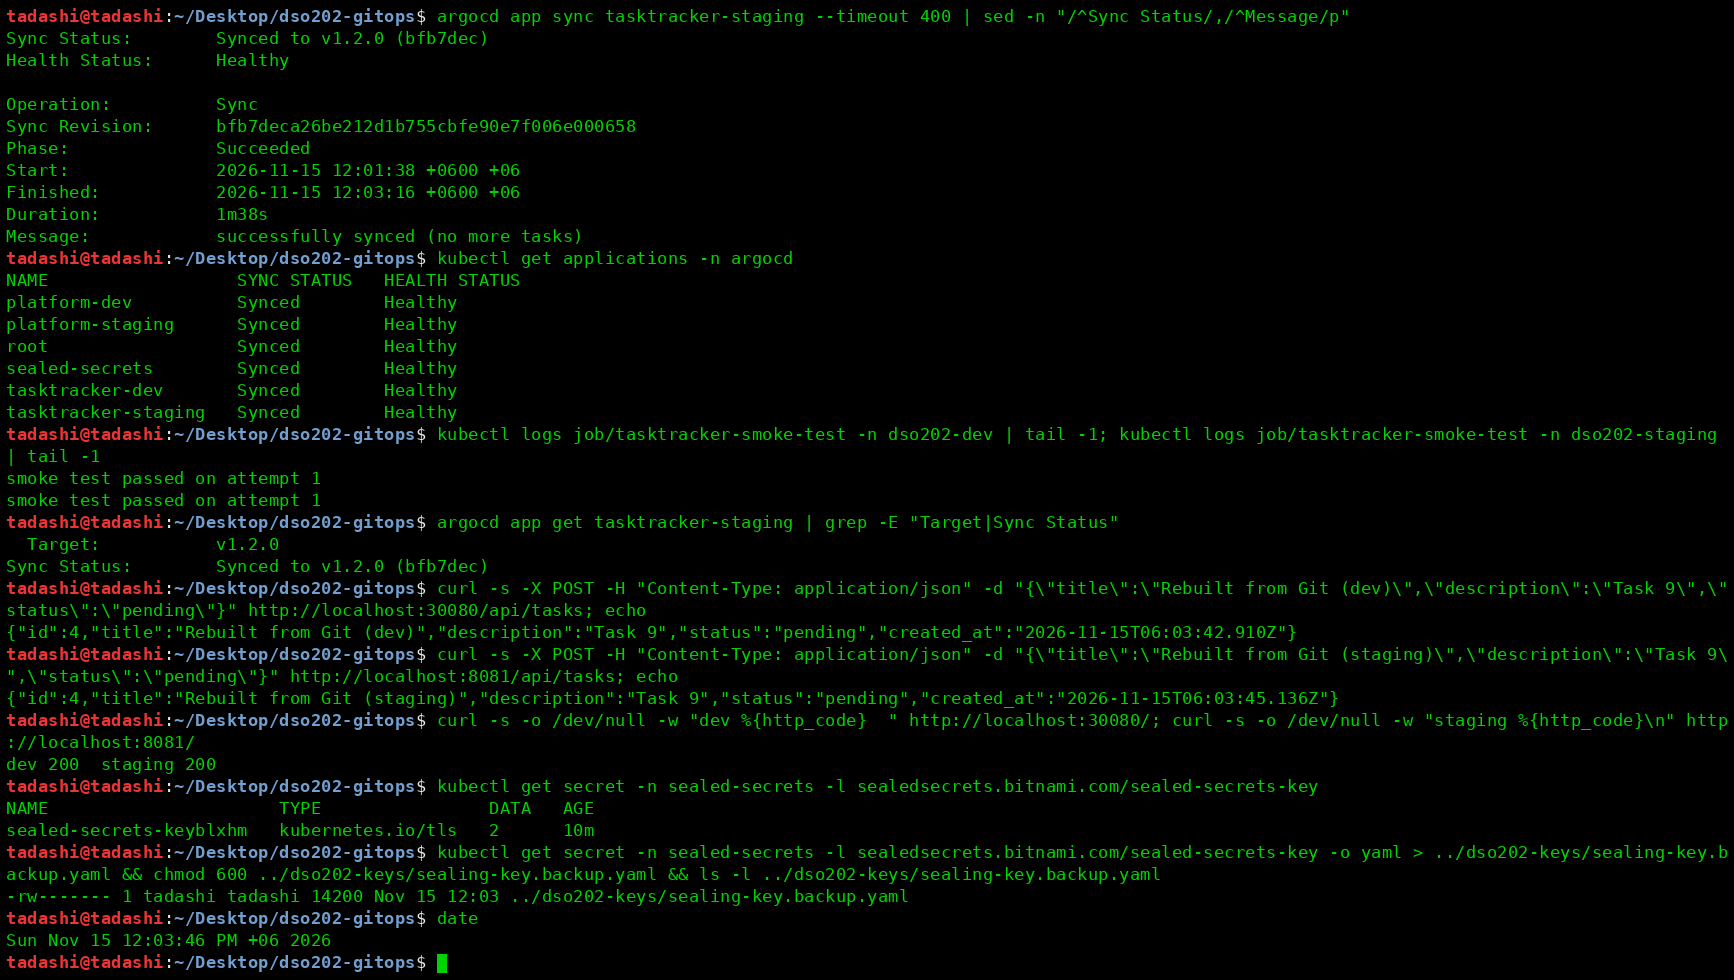 tadashi@tadashi:~/Desktop/dso202-gitops$ argocd app sync tasktracker-staging --timeout 400 | sed -n "/^Sync Status/,/^Message/p"
Sync Status:        Synced to v1.2.0 (bfb7dec)
Health Status:      Healthy

Operation:          Sync
Sync Revision:      bfb7deca26be212d1b755cbfe90e7f006e000658
Phase:              Succeeded
Start:              2026-11-15 12:01:38 +0600 +06
Finished:           2026-11-15 12:03:16 +0600 +06
Duration:           1m38s
Message:            successfully synced (no more tasks)
tadashi@tadashi:~/Desktop/dso202-gitops$ kubectl get applications -n argocd
NAME                  SYNC STATUS   HEALTH STATUS
platform-dev          Synced        Healthy
platform-staging      Synced        Healthy
root                  Synced        Healthy
sealed-secrets        Synced        Healthy
tasktracker-dev       Synced        Healthy
tasktracker-staging   Synced        Healthy
tadashi@tadashi:~/Desktop/dso202-gitops$ kubectl logs job/tasktracker-smoke-test -n dso202-dev | tail -1; kubectl logs job/tasktracker-smoke-test -n dso202-staging
| tail -1
smoke test passed on attempt 1
smoke test passed on attempt 1
tadashi@tadashi:~/Desktop/dso202-gitops$ argocd app get tasktracker-staging | grep -E "Target|Sync Status"
  Target:           v1.2.0
Sync Status:        Synced to v1.2.0 (bfb7dec)
tadashi@tadashi:~/Desktop/dso202-gitops$ curl -s -X POST -H "Content-Type: application/json" -d "{\"title\":\"Rebuilt from Git (dev)\",\"description\":\"Task 9\",\"
status\":\"pending\"}" http://localhost:30080/api/tasks; echo
{"id":4,"title":"Rebuilt from Git (dev)","description":"Task 9","status":"pending","created_at":"2026-11-15T06:03:42.910Z"}
tadashi@tadashi:~/Desktop/dso202-gitops$ curl -s -X POST -H "Content-Type: application/json" -d "{\"title\":\"Rebuilt from Git (staging)\",\"description\":\"Task 9\
",\"status\":\"pending\"}" http://localhost:8081/api/tasks; echo
{"id":4,"title":"Rebuilt from Git (staging)","description":"Task 9","status":"pending","created_at":"2026-11-15T06:03:45.136Z"}
tadashi@tadashi:~/Desktop/dso202-gitops$ curl -s -o /dev/null -w "dev %{http_code}  " http://localhost:30080/; curl -s -o /dev/null -w "staging %{http_code}\n" http
://localhost:8081/
dev 200  staging 200
tadashi@tadashi:~/Desktop/dso202-gitops$ kubectl get secret -n sealed-secrets -l sealedsecrets.bitnami.com/sealed-secrets-key
NAME                      TYPE                DATA   AGE
sealed-secrets-keyblxhm   kubernetes.io/tls   2      10m
tadashi@tadashi:~/Desktop/dso202-gitops$ kubectl get secret -n sealed-secrets -l sealedsecrets.bitnami.com/sealed-secrets-key -o yaml > ../dso202-keys/sealing-key.b
ackup.yaml && chmod 600 ../dso202-keys/sealing-key.backup.yaml && ls -l ../dso202-keys/sealing-key.backup.yaml
-rw------- 1 tadashi tadashi 14200 Nov 15 12:03 ../dso202-keys/sealing-key.backup.yaml
tadashi@tadashi:~/Desktop/dso202-gitops$ date
Sun Nov 15 12:03:46 PM +06 2026
tadashi@tadashi:~/Desktop/dso202-gitops$